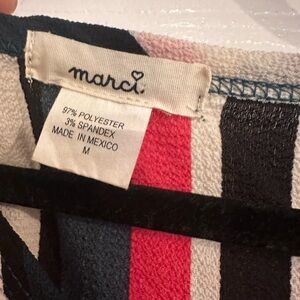 marci
97% POLYESTER
3% SPANDEX
MADE IN MEXICO
M